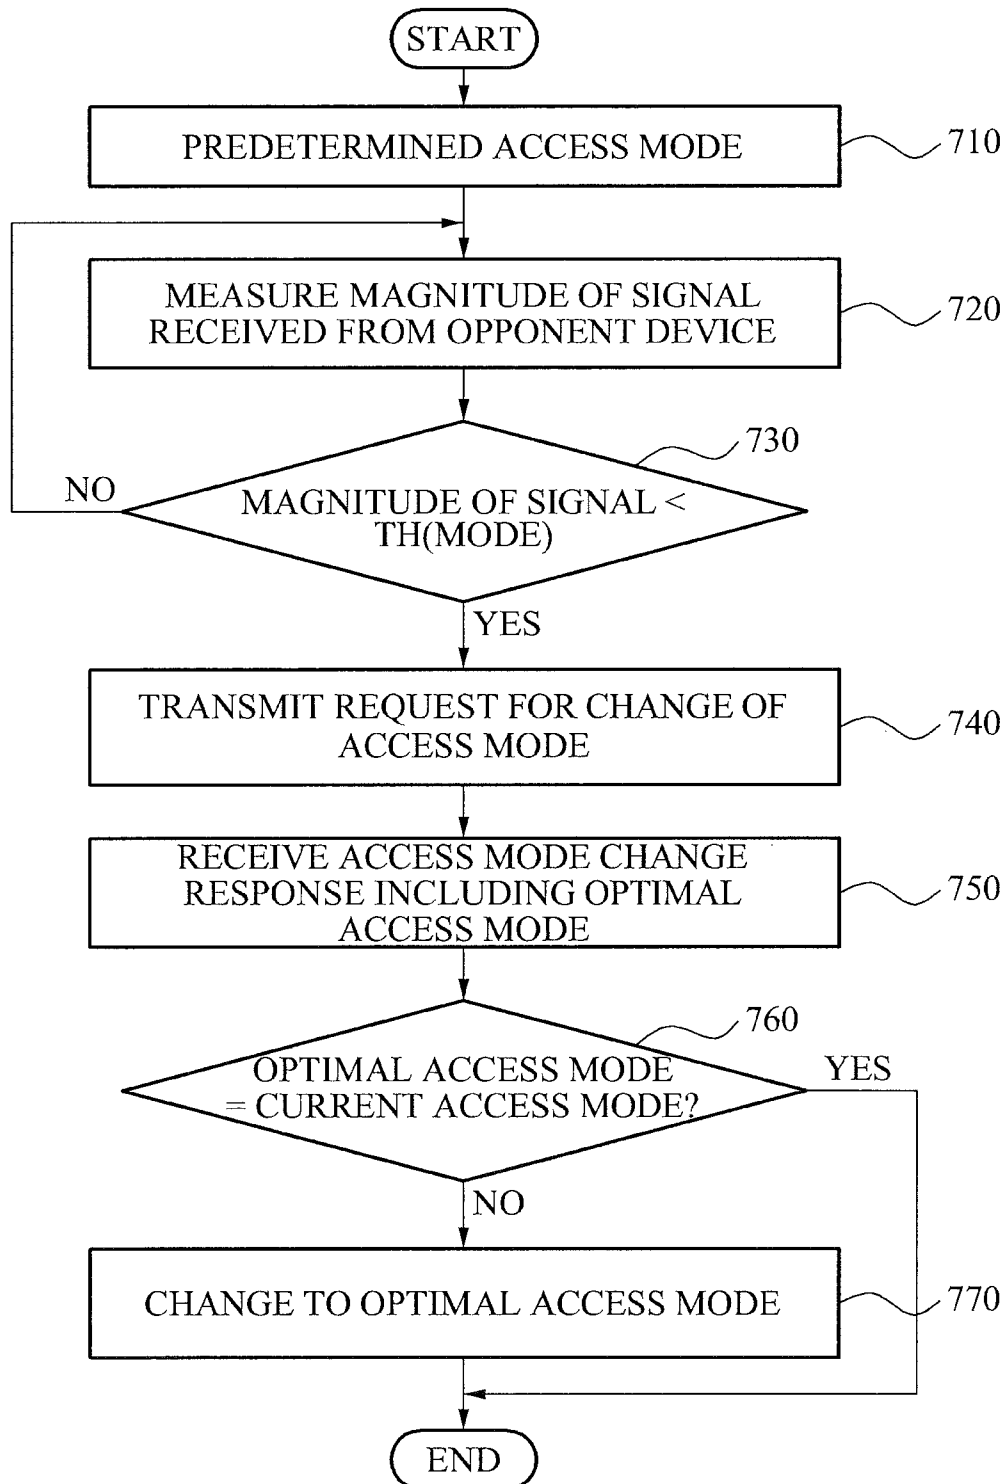 START
PREDETERMINED ACCESS MODE
710
MEASURE MAGNITUDE OF SIGNAL
RECEIVED FROM OPPONENT DEVICE
720
730
NO
MAGNITUDE OF SIGNAL <
TH(MODE)
YES
TRANSMIT REQUEST FOR CHANGE OF
ACCESS MODE
740
RECEIVE ACCESS MODE CHANGE
RESPONSE INCLUDING OPTIMAL
ACCESS MODE
750
760
OPTIMAL ACCESS MODE
= CURRENT ACCESS MODE?
YES
NO
CHANGE TO OPTIMAL ACCESS MODE
770
END